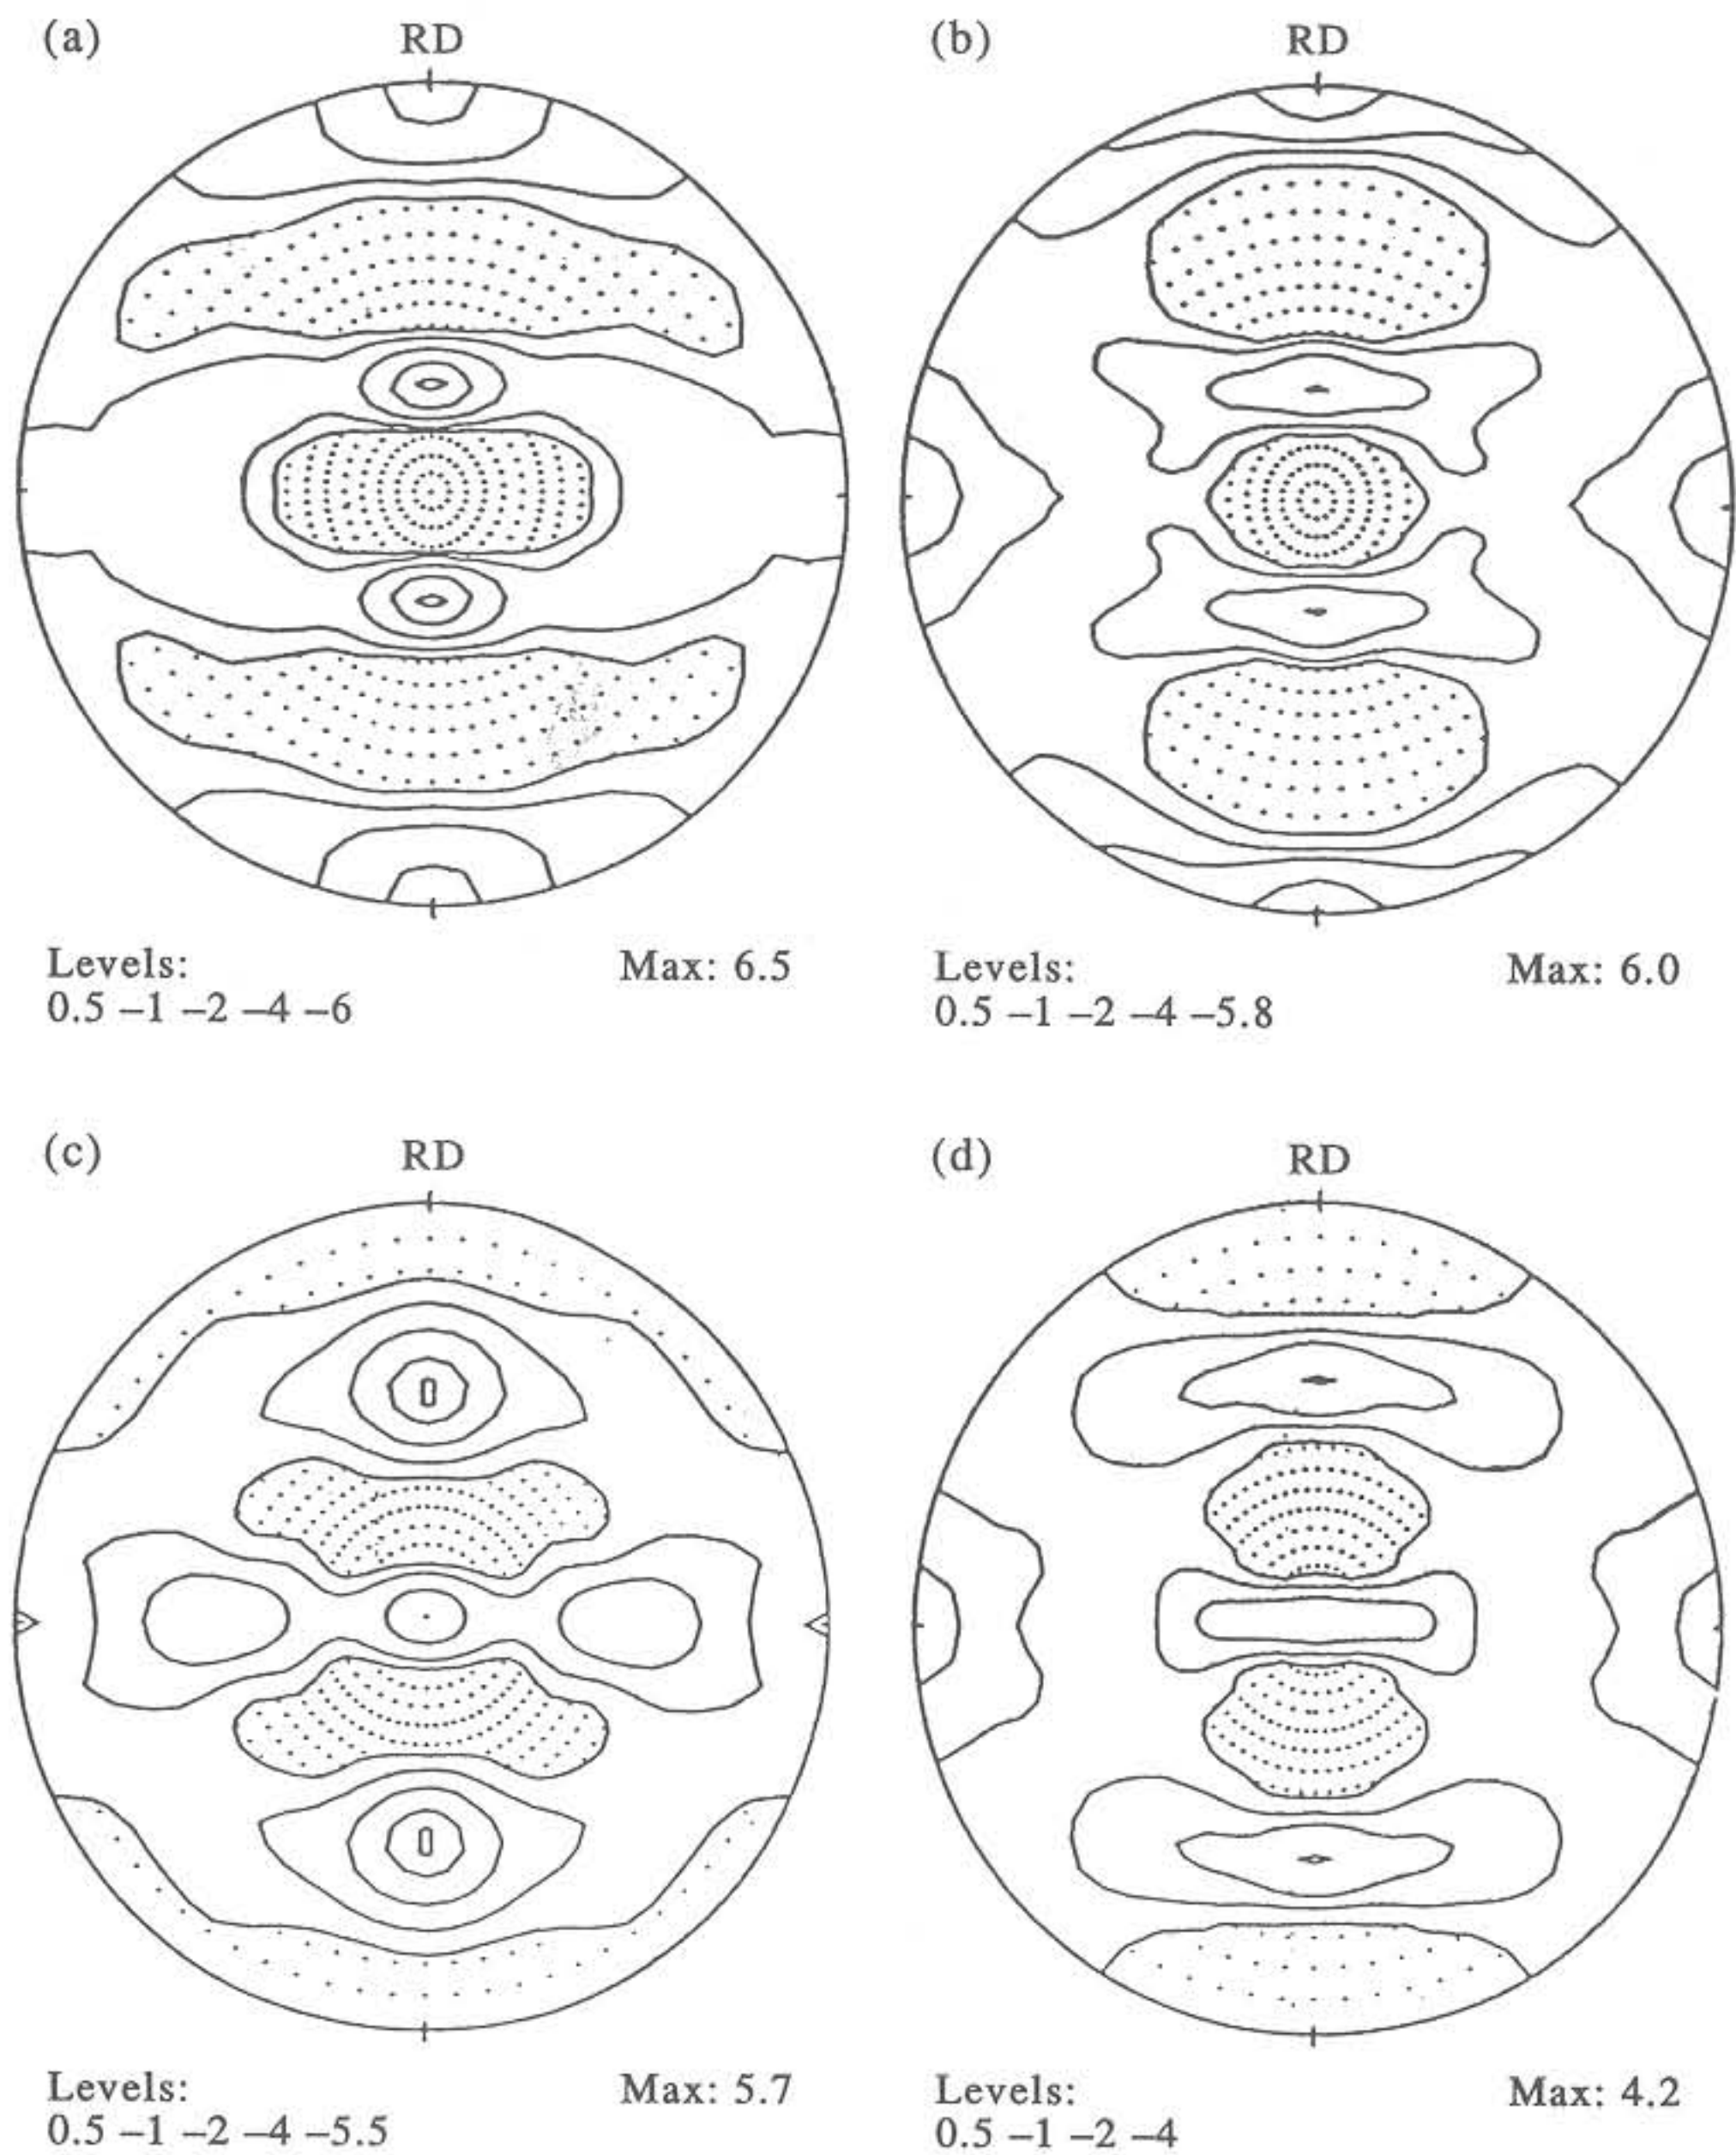 (a)
RD
(b)
RD
Levels:
0.5 –1 –2 –4 –6
Max: 6.5
Levels:
0.5 –1 –2 –4 –5.8
Max: 6.0
(c)
RD
(d)
RD
Levels:
0.5 –1 –2 –4 –5.5
Max: 5.7
Levels:
0.5 –1 –2 –4
Max: 4.2